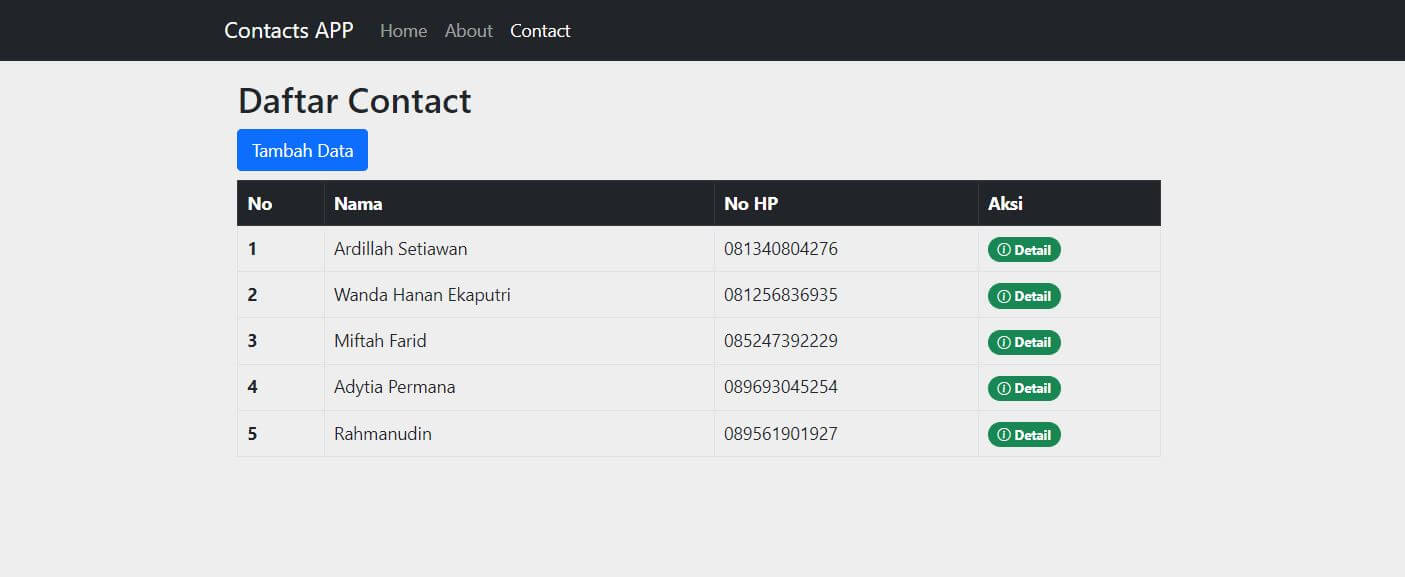 Contacts APP Home About Contact
Daftar Contact
Tambah Data
No Nama No HP Aksi
1 Ardillah Setiawan 081340804276 Detail
2 Wanda Hanan Ekaputri 081256836935 Detail
3 Miftah Farid 085247392229 Detail
4 Adytia Permana 089693045254 Detail
5 Rahmanudin 089561901927 Detail